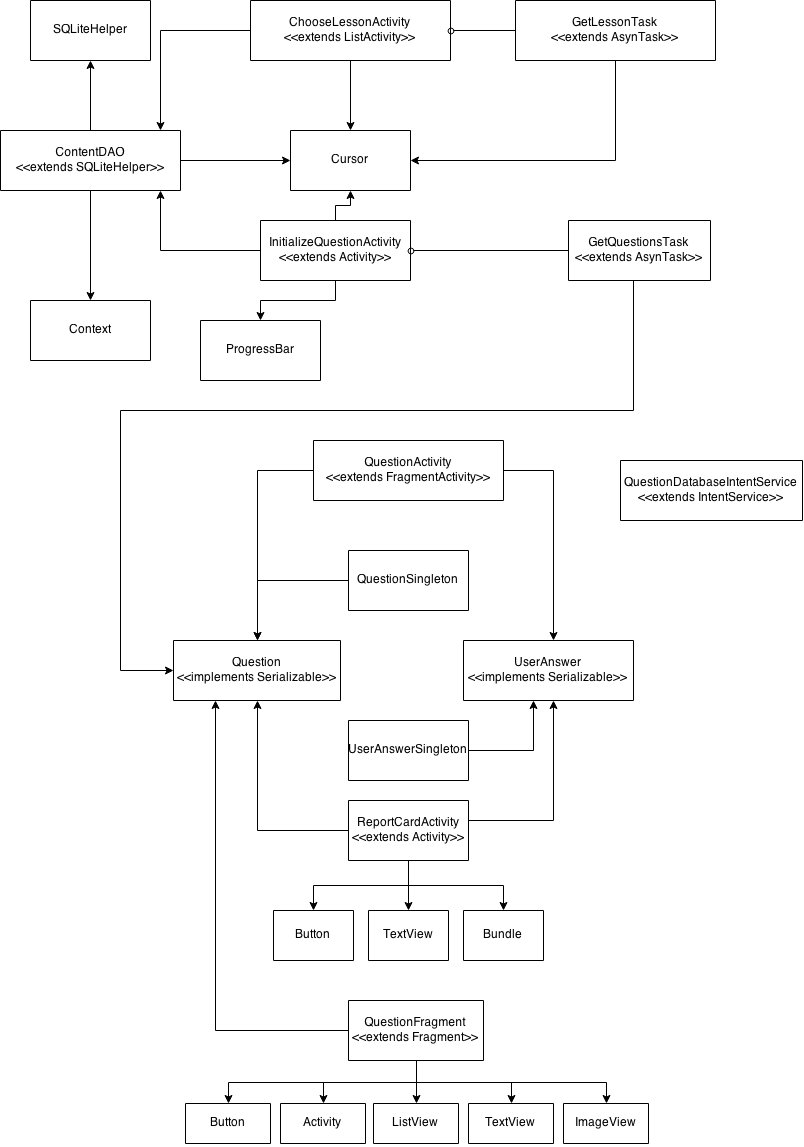 SQLiteHelper
ChooseLessonActivity
<<extends ListActivity>>
GetLessonTask
<<extends AsynTask>>
ContentDAO
<<extends SQLiteHelper>>
Cursor
InitializeQuestionActivity
<<extends Activity>>
GetQuestionsTask
<<extends AsynTask>>
Context
ProgressBar
QuestionActivity
<<extends FragmentActivity>>
QuestionDatabaseIntentService
<<extends IntentService>>
QuestionSingleton
Question
<<implements Serializable>>
UserAnswer
<<implements Serializable>>
UserAnswerSingleton
ReportCardActivity
<<extends Activity>>
Button
TextView
Bundle
QuestionFragment
<<extends Fragment>>
Button
Activity
ListView
TextView
ImageView